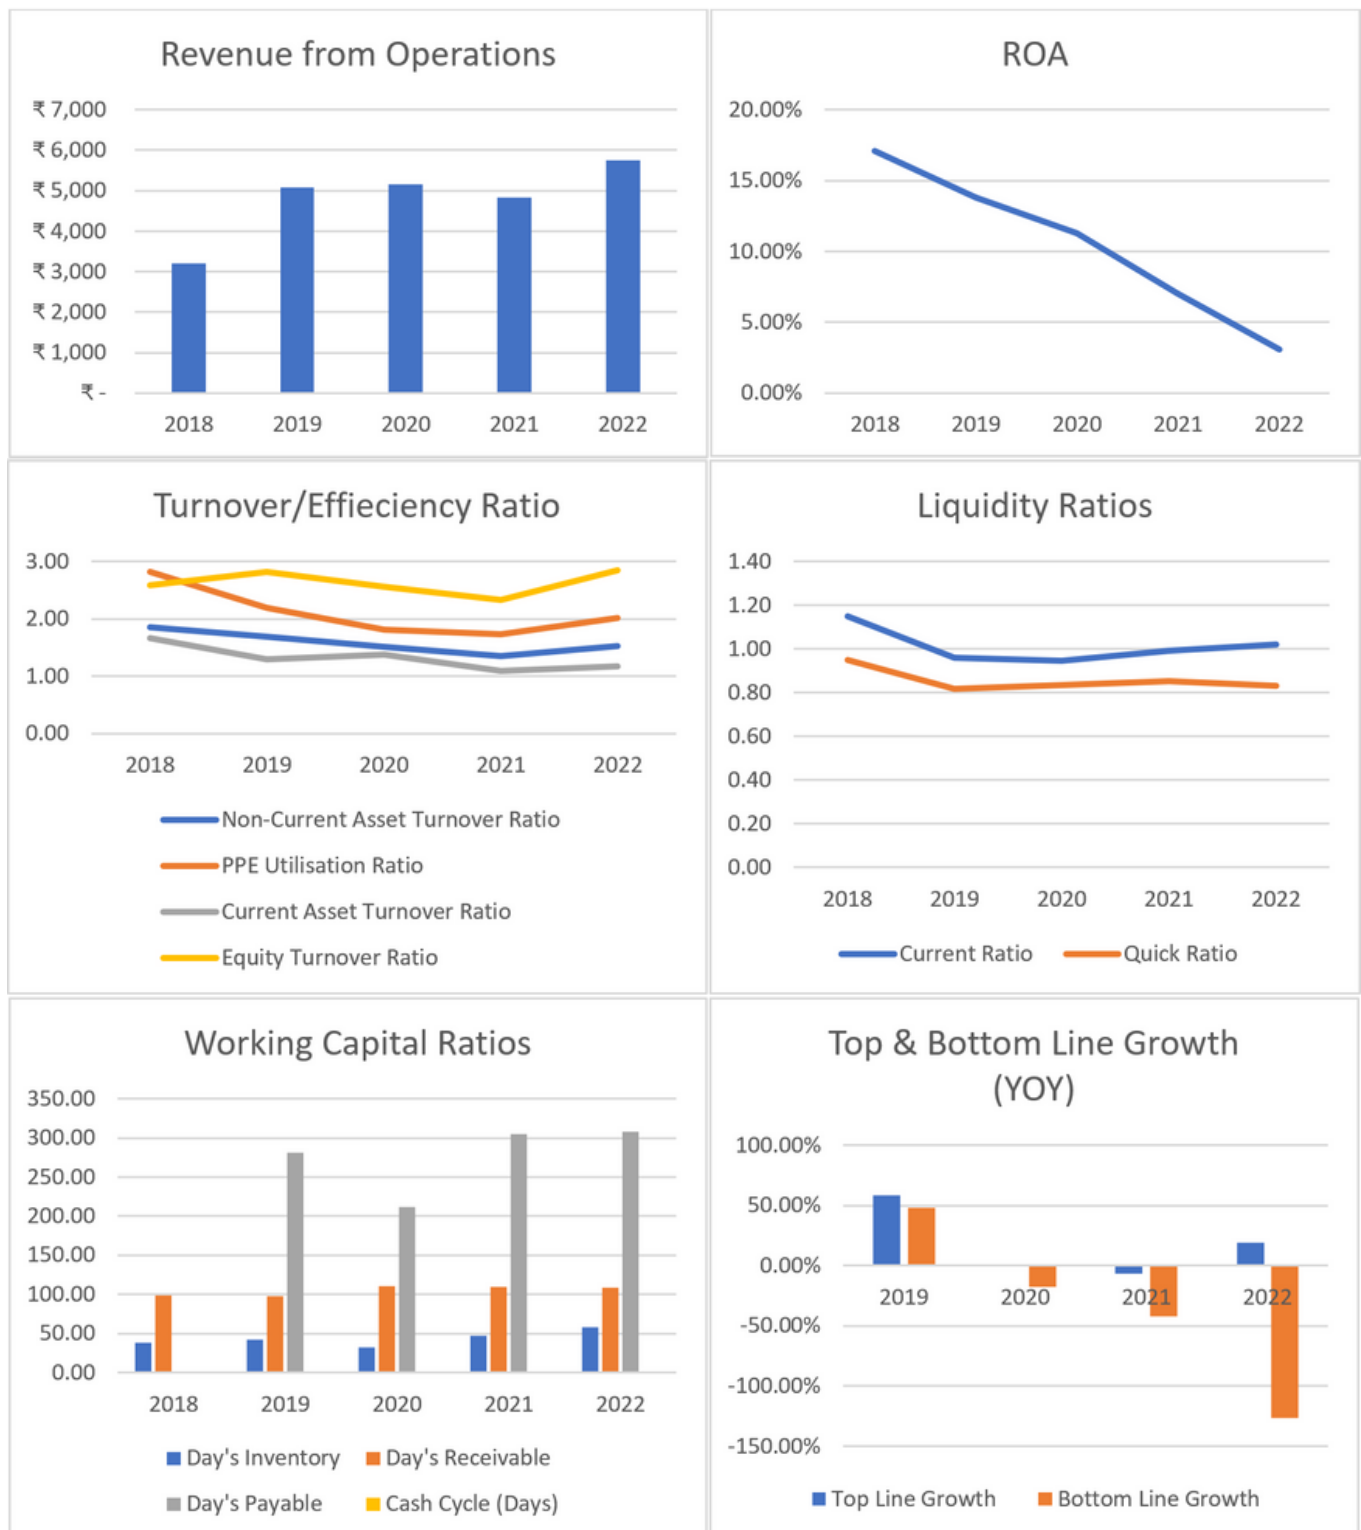 Revenue from Operations
₹ 7,000
₹ 6,000
₹ 5,000
₹ 4,000
₹ 3,000
₹ 2,000
₹ 1,000
₹ -
2018 2019 2020 2021 2022
ROA
20.00%
15.00%
10.00%
5.00%
0.00%
2018 2019 2020 2021 2022
Turnover/Effieciency Ratio
3.00
2.00
1.00
0.00
2018 2019 2020 2021 2022
Non-Current Asset Turnover Ratio
PPE Utilisation Ratio
Current Asset Turnover Ratio
Equity Turnover Ratio
Liquidity Ratios
1.40
1.20
1.00
0.80
0.60
0.40
0.20
0.00
2018 2019 2020 2021 2022
Current Ratio Quick Ratio
Working Capital Ratios
350.00
300.00
250.00
200.00
150.00
100.00
50.00
0.00
2018 2019 2020 2021 2022
Day's Inventory Day's Receivable
Day's Payable Cash Cycle (Days)
Top & Bottom Line Growth
(YOY)
100.00%
50.00%
0.00%
-50.00%
-100.00%
-150.00%
2019 2020 2021 2022
Top Line Growth Bottom Line Growth